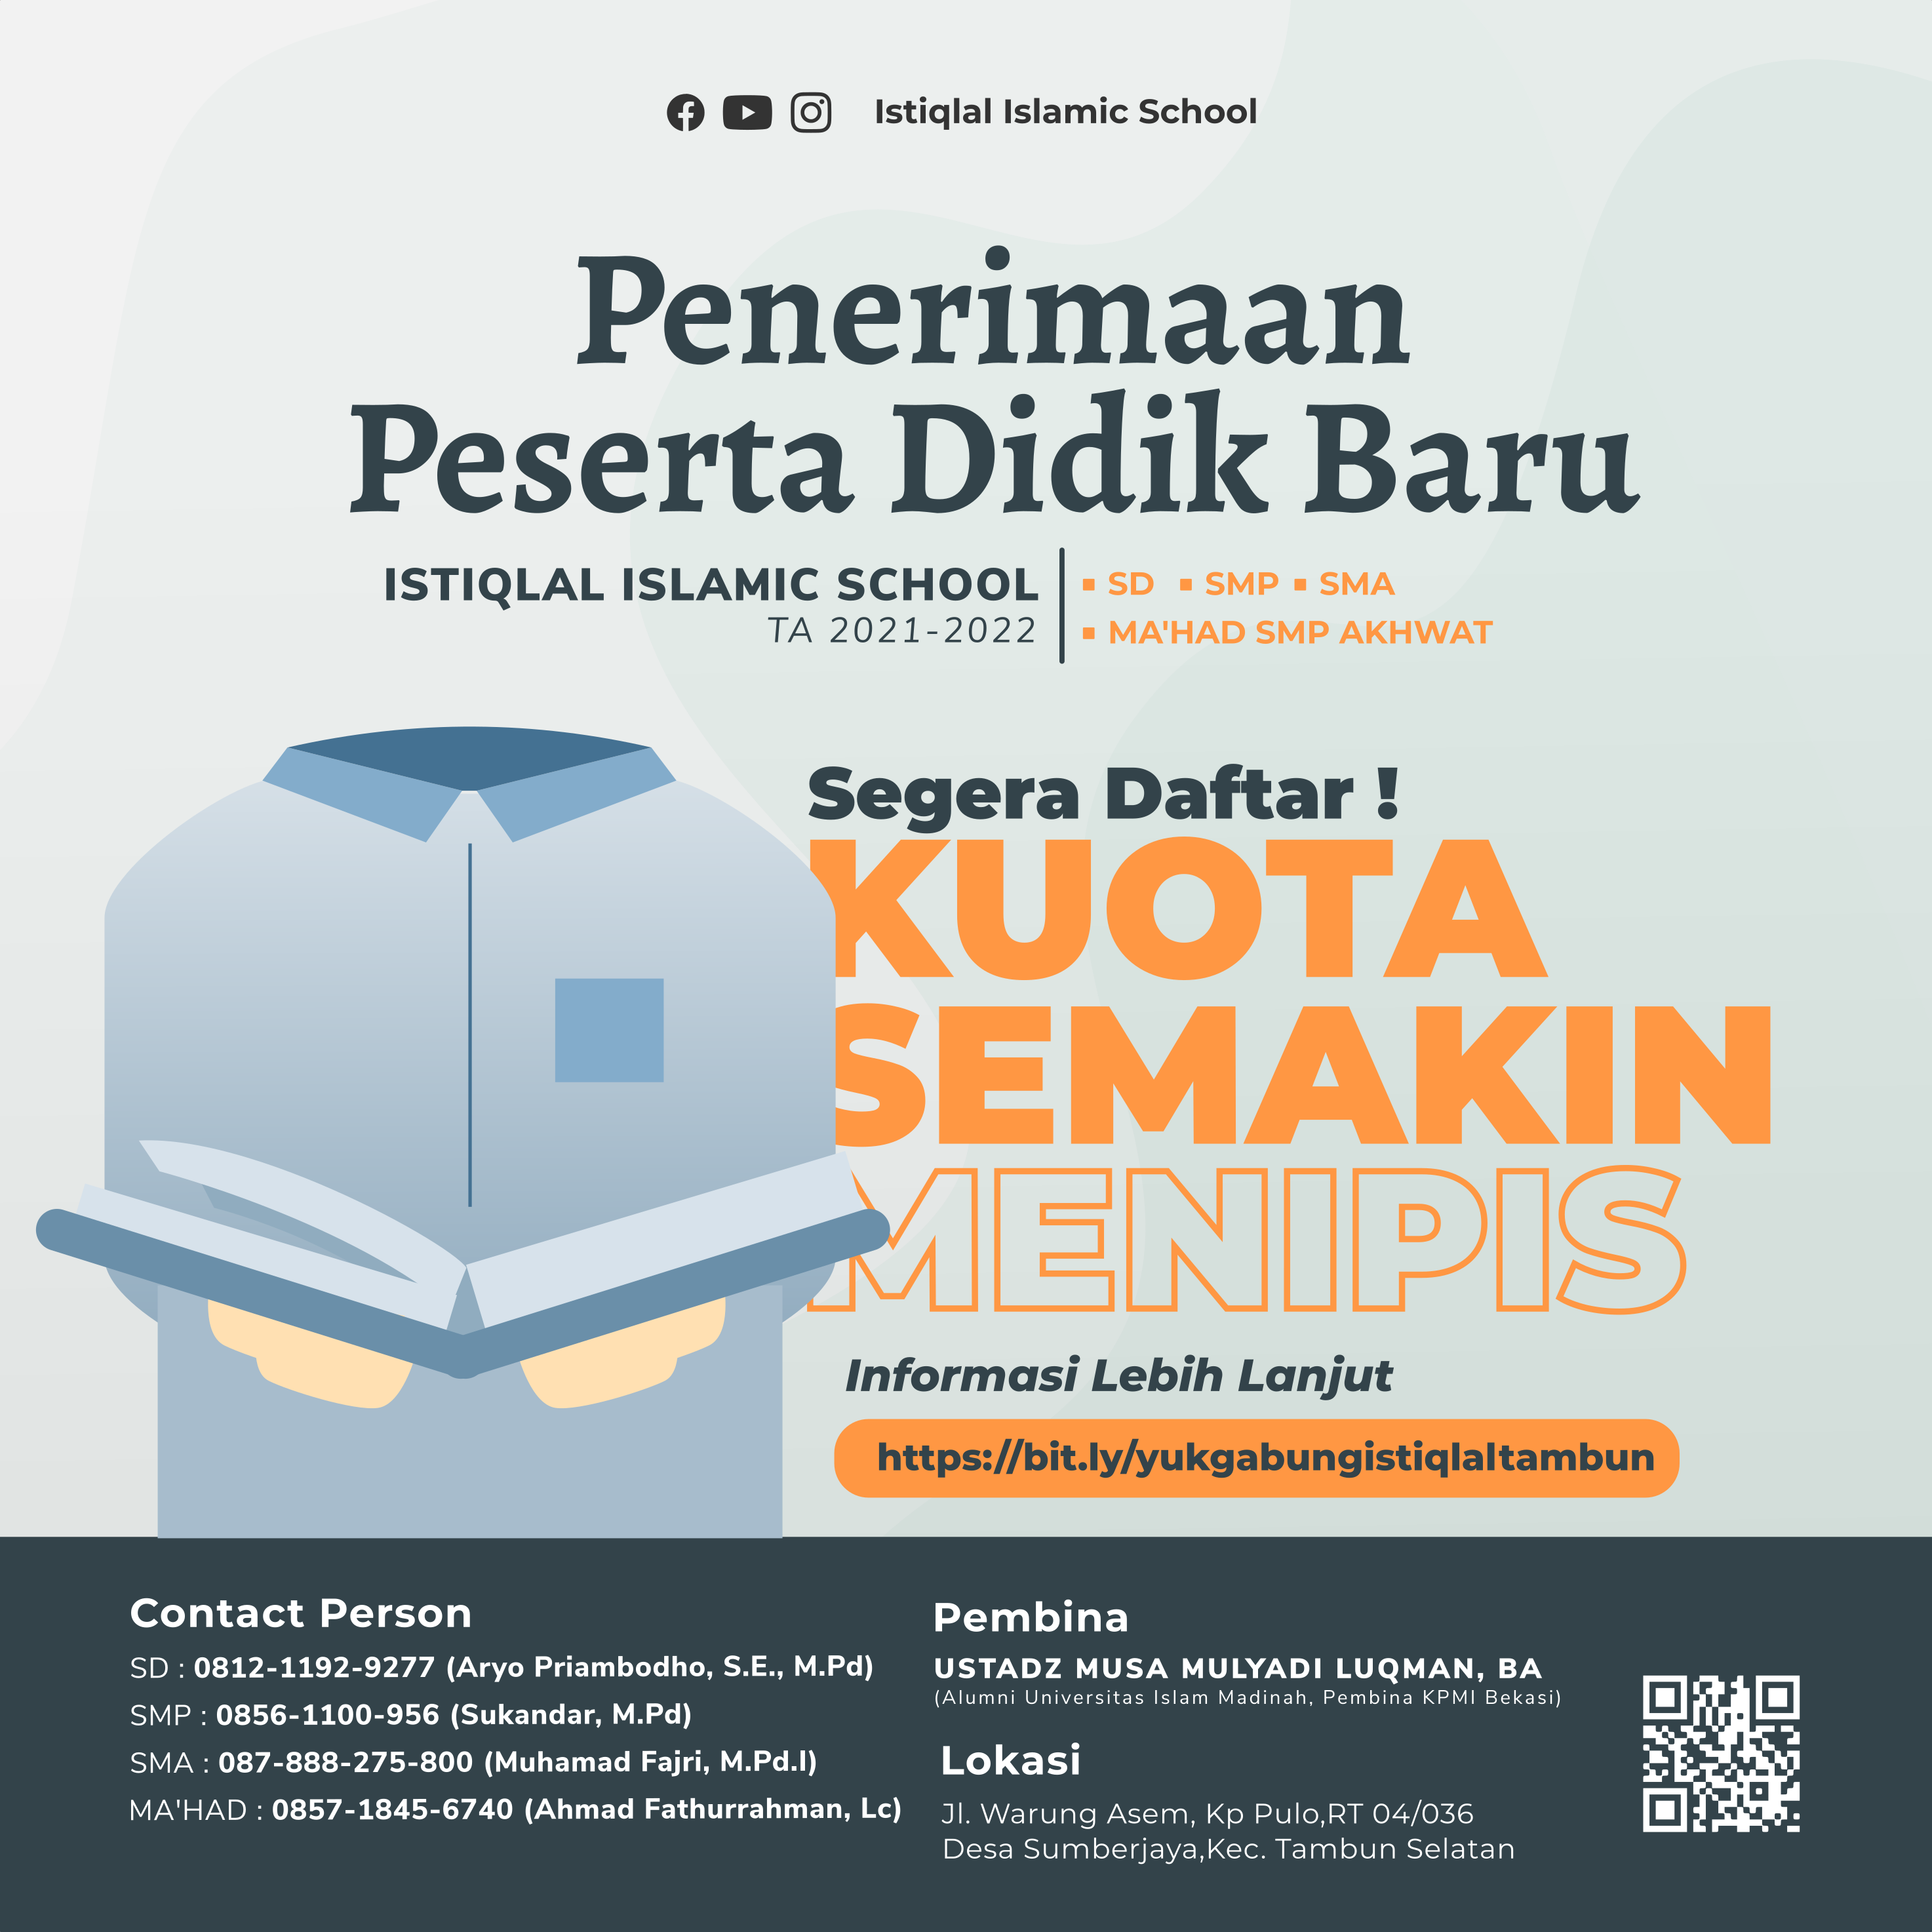 Istiqlal Islamic School
Penerimaan
Peserta Didik Baru
ISTIQLAL ISLAMIC SCHOOL
TA 2021-2022
▪ SD ▪ SMP ▪ SMA
▪ MA'HAD SMP AKHWAT
Segera Daftar !
KUOTA
SEMAKIN
MENIPIS
Informasi Lebih Lanjut
https://bit.ly/yukgabungistiqlaltambun
Contact Person
SD : 0812-1192-9277 (Aryo Priambodho, S.E., M.Pd)
SMP : 0856-1100-956 (Sukandar, M.Pd)
SMA : 087-888-275-800 (Muhamad Fajri, M.Pd.I)
MA'HAD : 0857-1845-6740 (Ahmad Fathurrahman, Lc)
Pembina
USTADZ MUSA MULYADI LUQMAN, BA
(Alumni Universitas Islam Madinah, Pembina KPMI Bekasi)
Lokasi
Jl. Warung Asem, Kp Pulo,RT 04/036
Desa Sumberjaya,Kec. Tambun Selatan